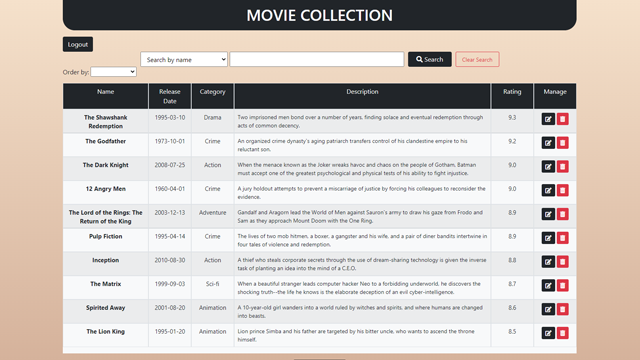 MOVIE COLLECTION
Logout
Search by name
Search
Clear Search
Order by:
Name Release Date Category Description Rating Manage
The Shawshank Redemption 1995-03-10 Drama Two imprisoned men bond over a number of years, finding solace and eventual redemption through acts of common decency. 9.3
The Godfather 1973-10-01 Crime An organized crime dynasty's aging patriarch transfers control of his clandestine empire to his reluctant son. 9.2
The Dark Knight 2008-07-25 Action When the menace known as the Joker wreaks havoc and chaos on the people of Gotham, Batman must accept one of the greatest psychological and physical tests of his ability to fight injustice. 9.0
12 Angry Men 1960-04-01 Crime A jury holdout attempts to prevent a miscarriage of justice by forcing his colleagues to reconsider the evidence. 9.0
The Lord of the Rings: The Return of the King 2003-12-13 Adventure Gandalf and Aragorn lead the World of Men against Sauron's army to draw his gaze from Frodo and Sam as they approach Mount Doom with the One Ring. 8.9
Pulp Fiction 1995-04-14 Crime The lives of two mob hitmen, a boxer, a gangster and his wife, and a pair of diner bandits intertwine in four tales of violence and redemption. 8.9
Inception 2010-08-30 Action A thief who steals corporate secrets through the use of dream-sharing technology is given the inverse task of planting an idea into the mind of a C.E.O. 8.8
The Matrix 1999-09-03 Sci-fi When a beautiful stranger leads computer hacker Neo to a forbidding underworld, he discovers the shocking truth--the life he knows is the elaborate deception of an evil cyber-intelligence. 8.7
Spirited Away 2001-08-20 Animation A 10-year-old girl wanders into a world ruled by witches and spirits, and where humans are changed into beasts. 8.6
The Lion King 1995-01-20 Animation Lion prince Simba and his father are targeted by his bitter uncle, who wants to ascend the throne himself. 8.5